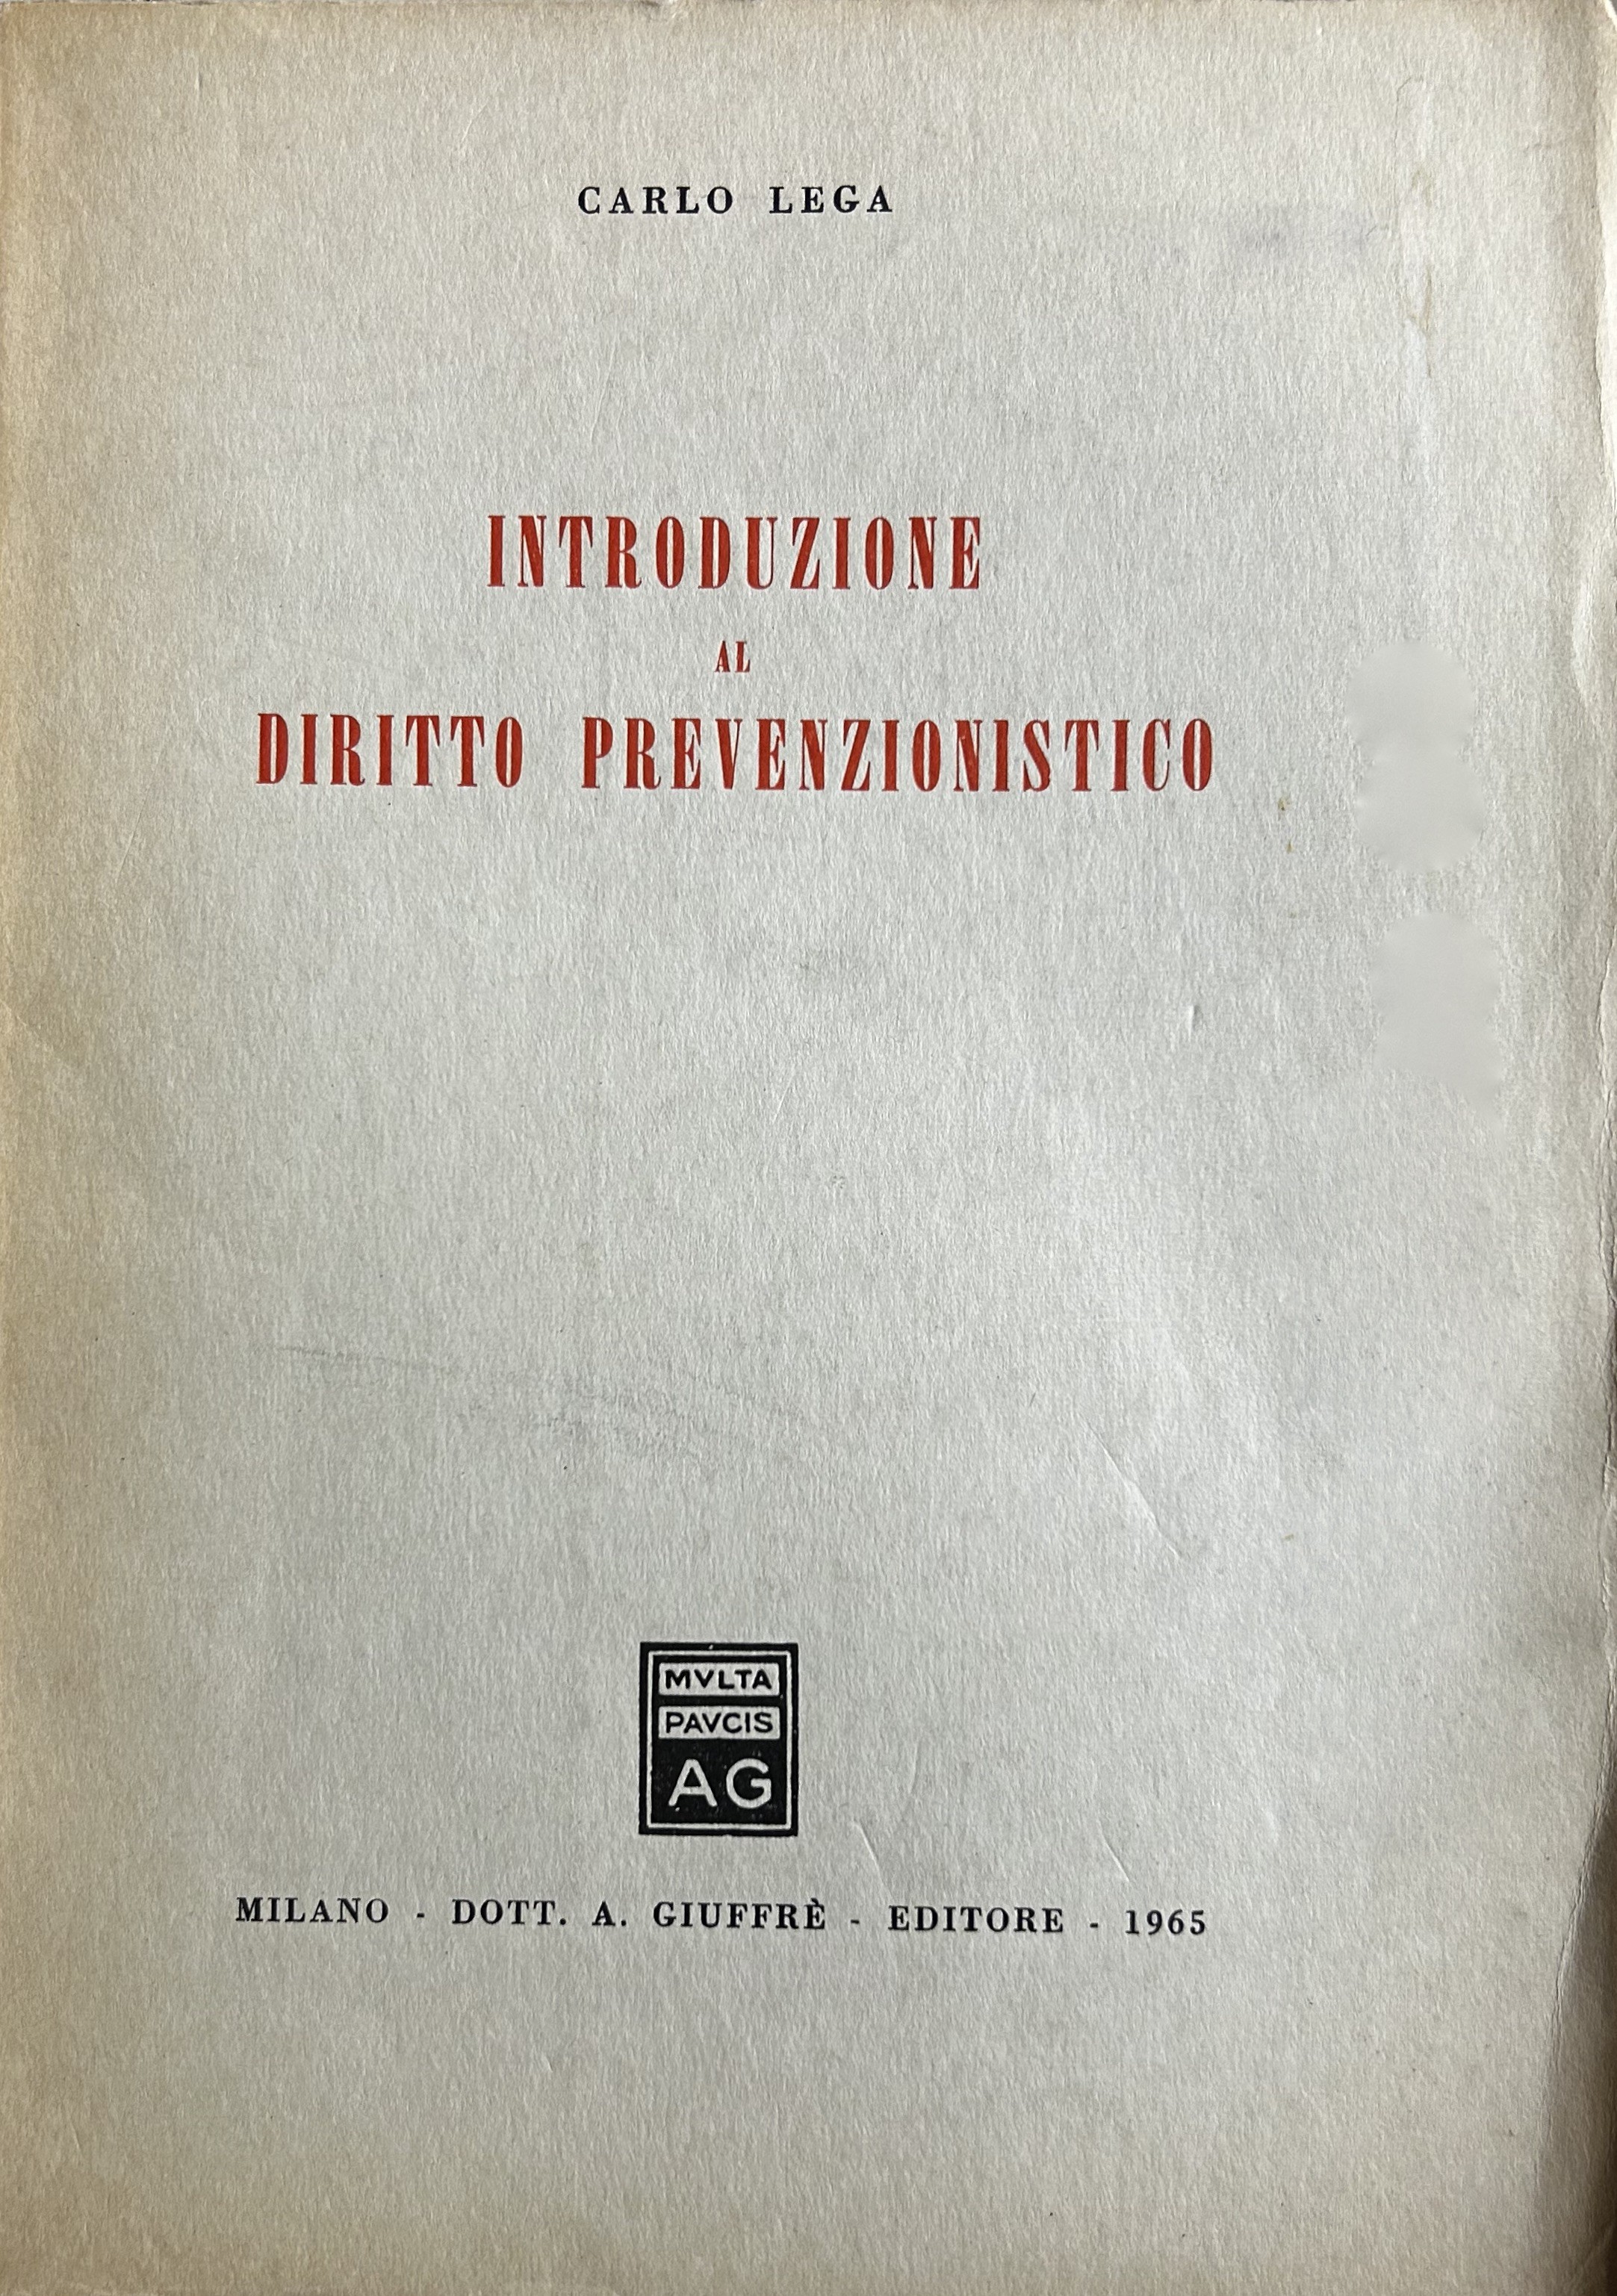 CARLO LEGA
INTRODUZIONE
AL
DIRITTO PREVENZIONISTICO
MVLTA
PAVCIS
AG
MILANO - DOTT. A. GIUFFRÈ - EDITORE - 1965